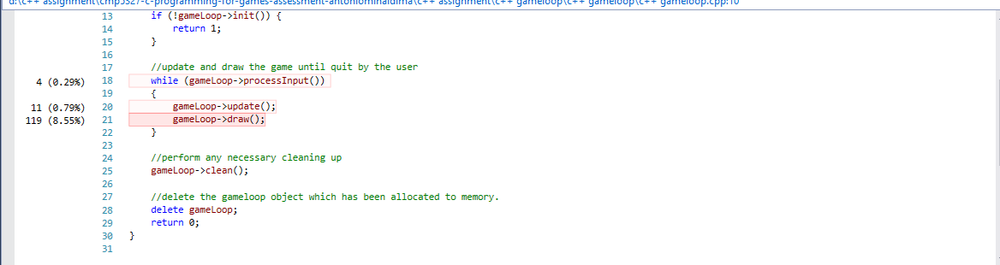 d:\c++ assignment\cmp5327-c-programming-for-games-assessment-antoniominaidima\c++ assignment\c++ gameloop\c++ gameloop\c++ gameloop.cpp:10
13 if (!gameLoop->init()) {
14 return 1;
15 }
16
17 //update and draw the game until quit by the user
4 (0.29%) 18 while (gameLoop->processInput())
19 {
11 (0.79%) 20 gameLoop->update();
119 (8.55%) 21 gameLoop->draw();
22 }
23
24 //perform any necessary cleaning up
25 gameLoop->clean();
26
27 //delete the gameloop object which has been allocated to memory.
28 delete gameLoop;
29 return 0;
30 }
31